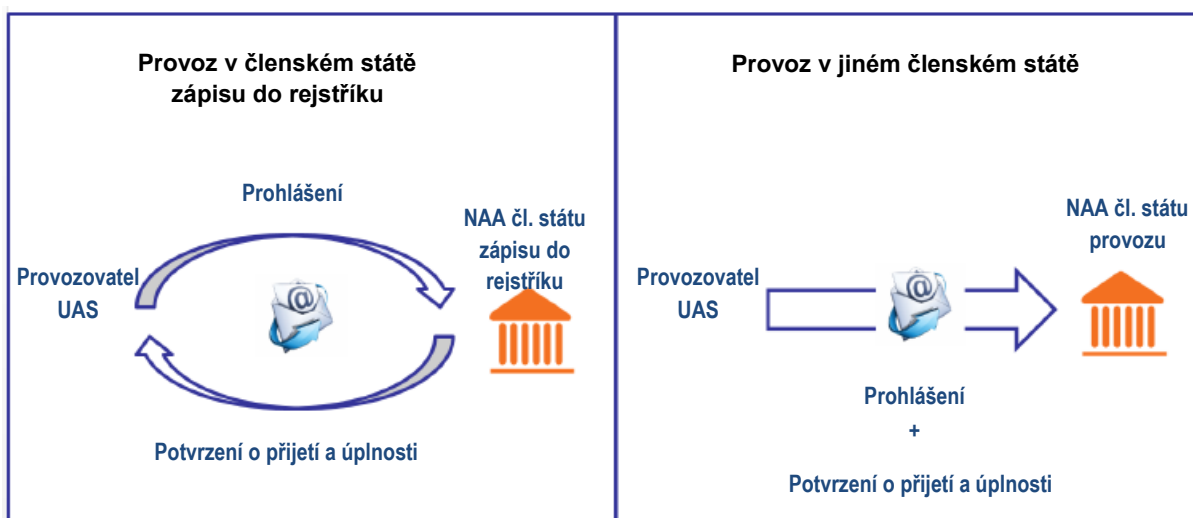 Provoz v členském státě
zápisu do rejstříku
Prohlášení
Provozovatel
UAS
@
NAA čl. státu
zápisu do
rejstříku
Potvrzení o přijetí a úplnosti
Provoz v jiném členském státě
Provozovatel
UAS
@
NAA čl. státu
provozu
Prohlášení
+
Potvrzení o přijetí a úplnosti